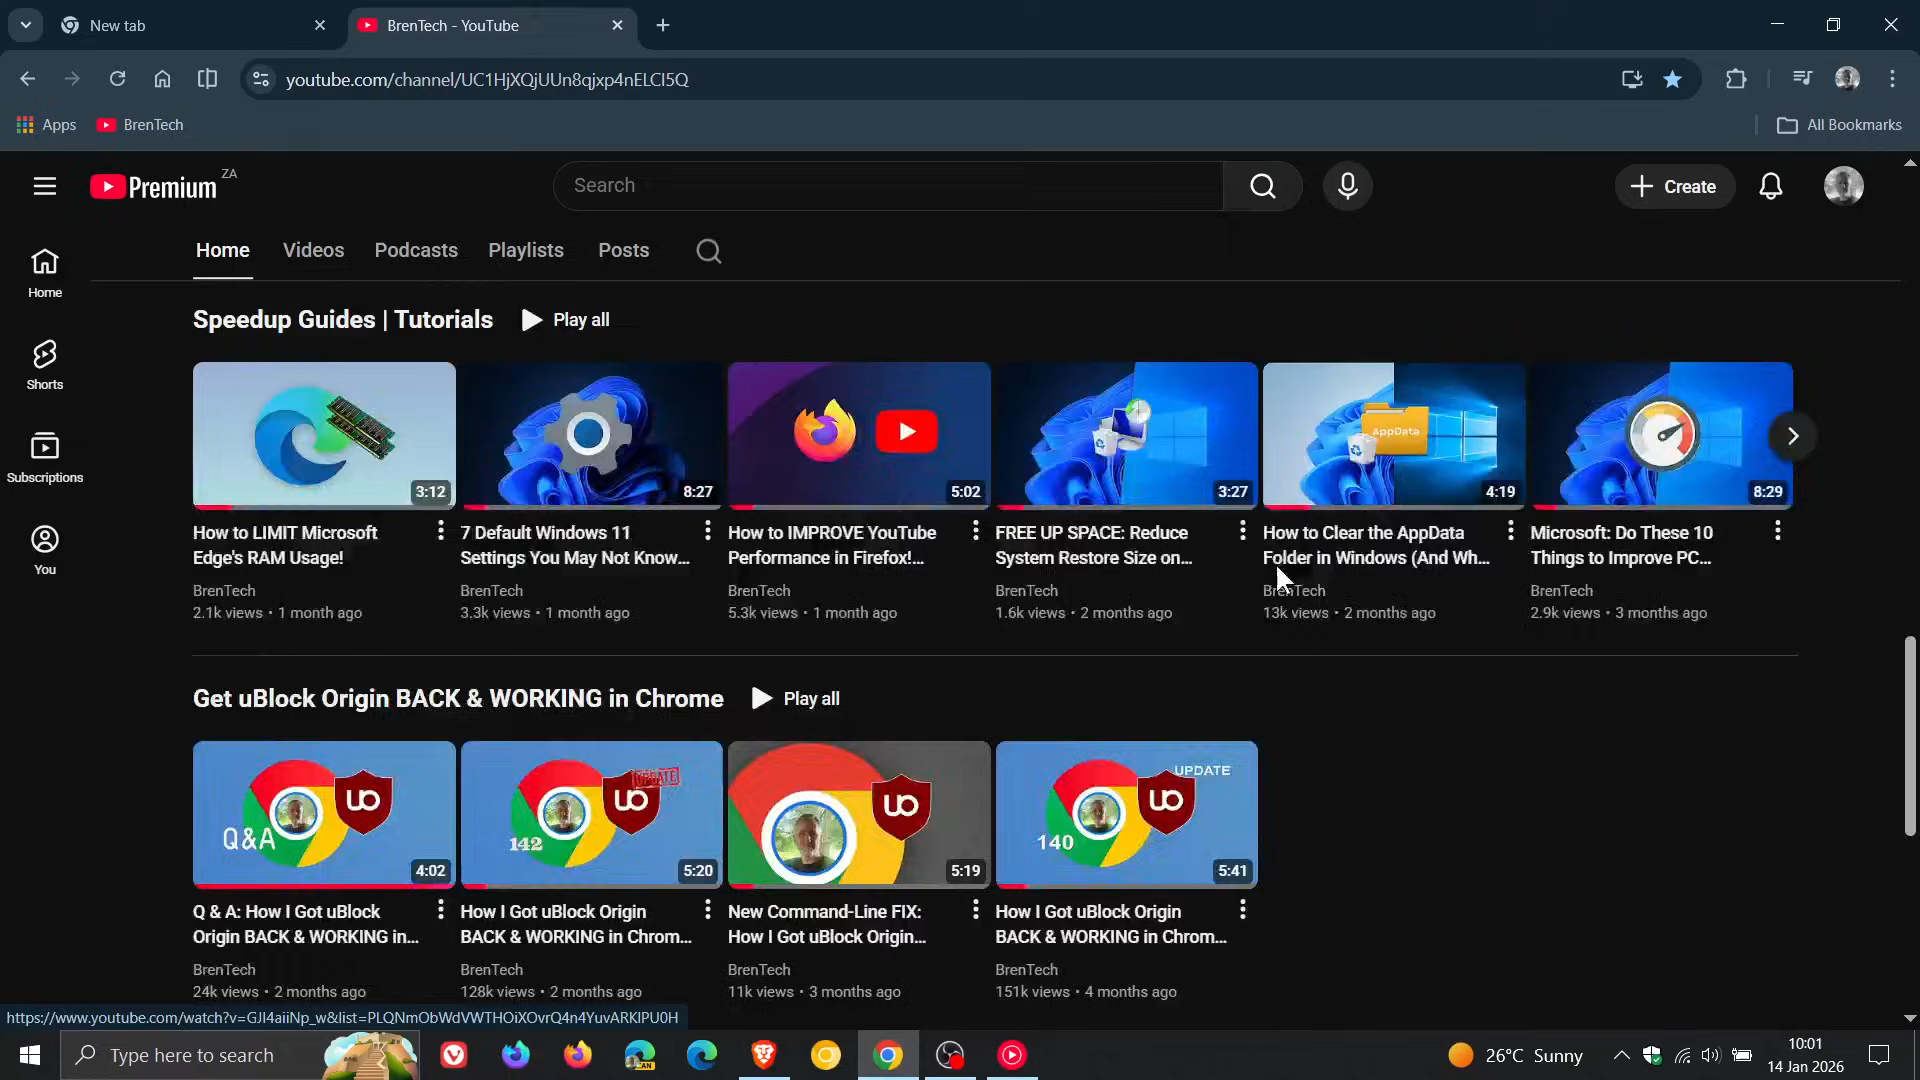 New tab
BrenTech - YouTube
youtube.com/channel/UC1HjXQjUUn8qjxp4nELCI5Q
Apps
BrenTech
All Bookmarks
Premium ZA
Search
Create
Home
Videos
Podcasts
Playlists
Posts
Home
Shorts
Subscriptions
You
Speedup Guides | Tutorials
Play all
3:12
8:27
5:02
3:27
AppData
4:19
8:29
How to LIMIT Microsoft
Edge's RAM Usage!
BrenTech
2.1k views • 1 month ago
7 Default Windows 11
Settings You May Not Know...
BrenTech
3.3k views • 1 month ago
How to IMPROVE YouTube
Performance in Firefox!...
BrenTech
5.3k views • 1 month ago
FREE UP SPACE: Reduce
System Restore Size on...
BrenTech
1.6k views • 2 months ago
How to Clear the AppData
Folder in Windows (And Wh...
BrenTech
13k views • 2 months ago
Microsoft: Do These 10
Things to Improve PC...
BrenTech
2.9k views • 3 months ago
Get uBlock Origin BACK & WORKING in Chrome
Play all
Q&A
uo
4:02
UPDATE
uo
142
5:20
uo
5:19
UPDATE
uo
140
5:41
Q & A: How I Got uBlock
Origin BACK & WORKING in...
BrenTech
24k views • 2 months ago
How I Got uBlock Origin
BACK & WORKING in Chrom...
BrenTech
128k views • 2 months ago
New Command-Line FIX:
How I Got uBlock Origin...
BrenTech
11k views • 3 months ago
How I Got uBlock Origin
BACK & WORKING in Chrom...
BrenTech
151k views • 4 months ago
https://www.youtube.com/watch?v=GJI4aiiNp_w&list=PLQNmObWdVWTHOiXOvrQ4n4YuvARKlPU0H
Type here to search
26°C Sunny
10:01
14 Jan 2026